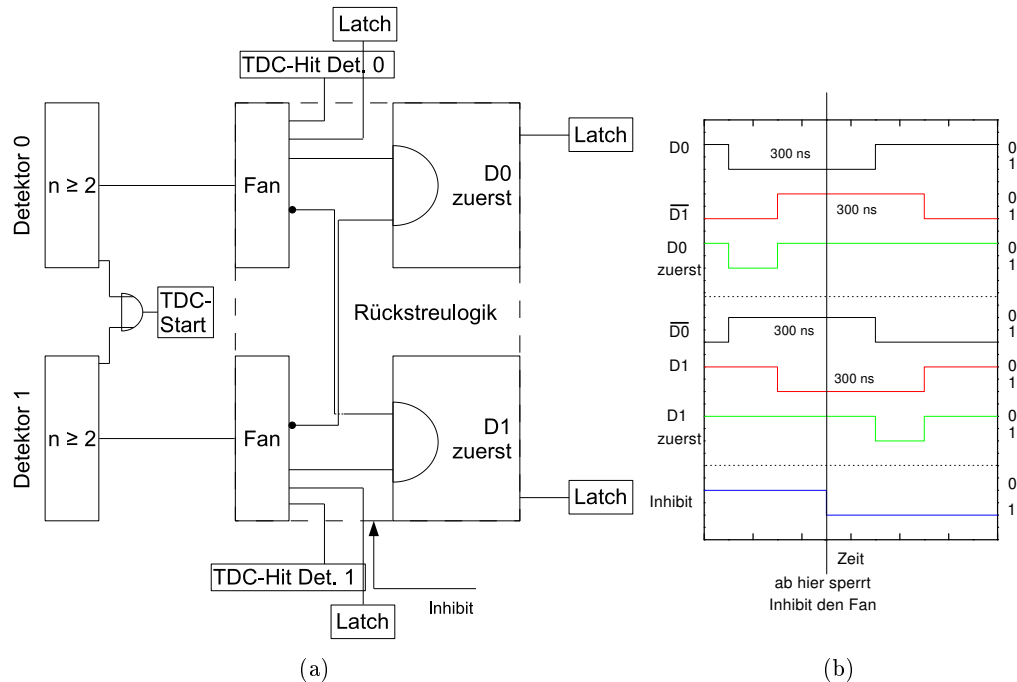 Latch
TDC-Hit Det. 0
Detektor 0
n ≥ 2
Fan
D0
zuerst
Latch
TDC-
Start
Rückstreulogik
Detektor 1
n ≥ 2
Fan
D1
zuerst
Latch
TDC-Hit Det. 1
Latch
Inhibit
(a)
D0
300 ns
0
1
D1
300 ns
0
1
D0
zuerst
0
1
D0
300 ns
0
1
D1
300 ns
0
1
D1
zuerst
0
1
Inhibit
0
1
Zeit
ab hier sperrt
Inhibit den Fan
(b)